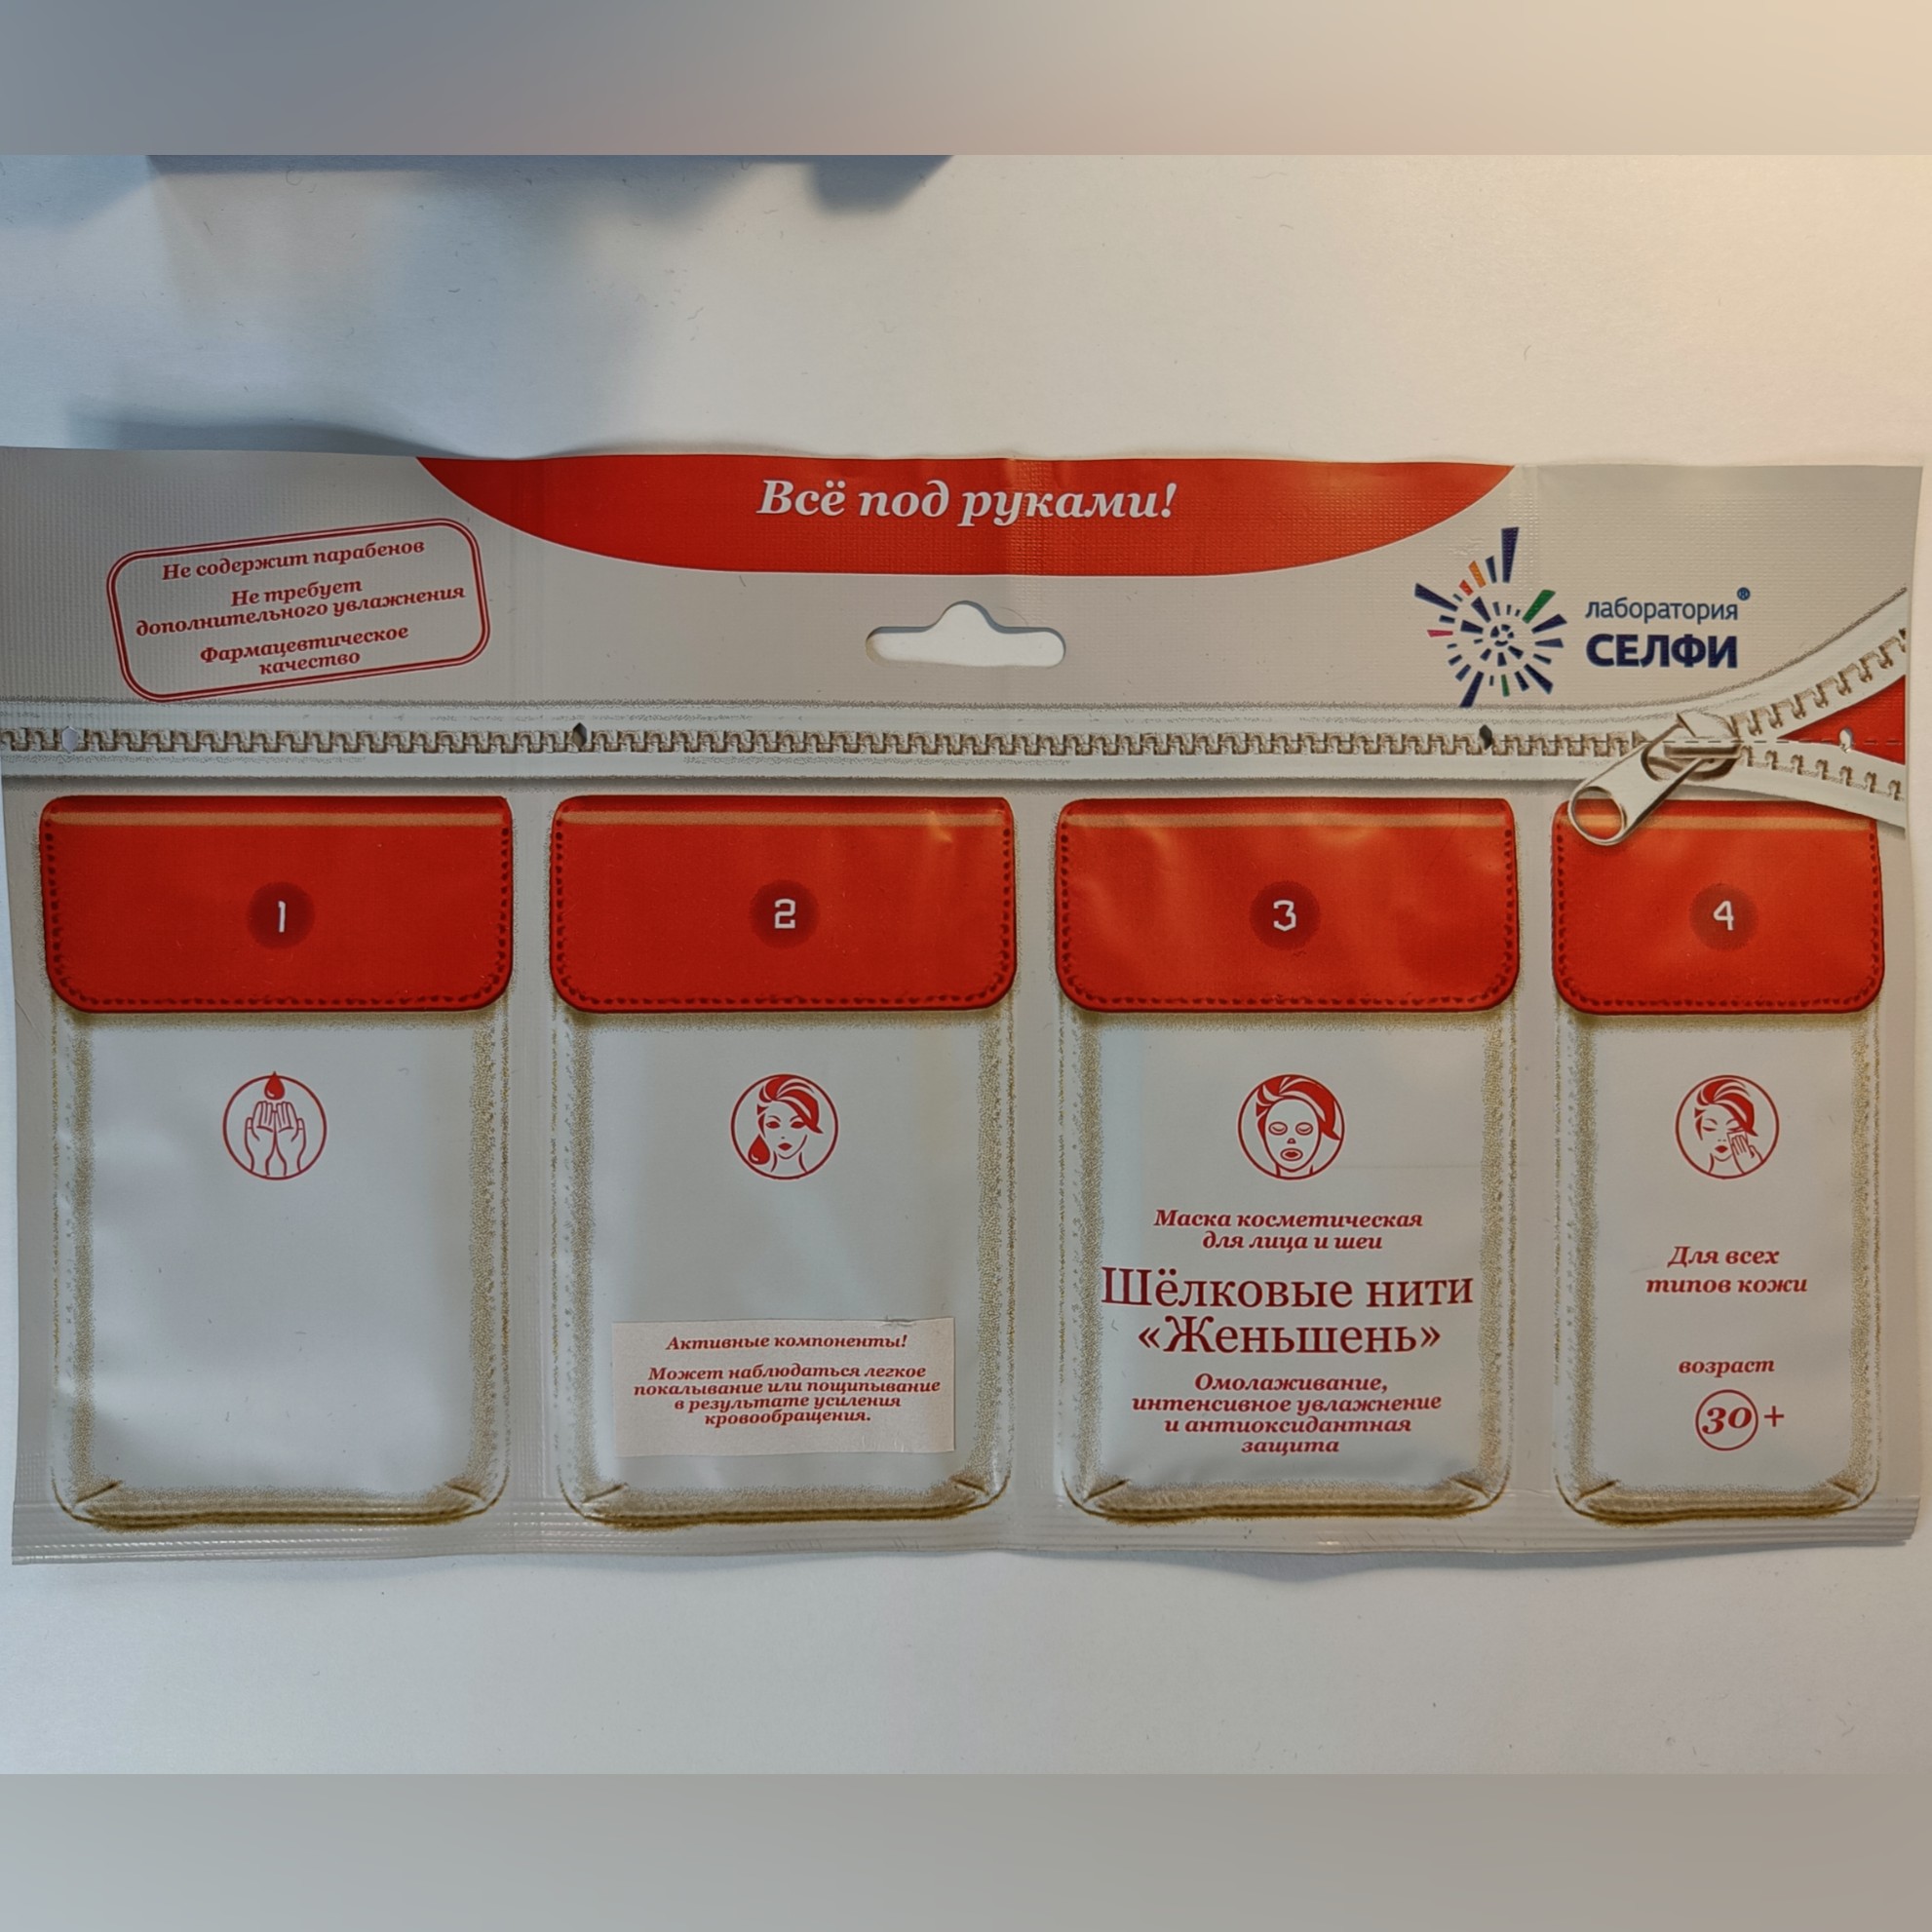 Всё под руками!
Не содержит парабенов
Не требует
дополнительного увлажнения
Фармацевтическое
качество
лаборатория®
СЕЛФИ
1
2
3
4
Активные компоненты!
Может наблюдаться легкое
покалывание или пощипывание
в результате усиления
кровообращения.
Маска косметическая
для лица и шеи
Шёлковые нити
«Женьшень»
Омолаживание,
интенсивное увлажнение
и антиоксидантная
защита
Для всех
типов кожи
возраст
30+